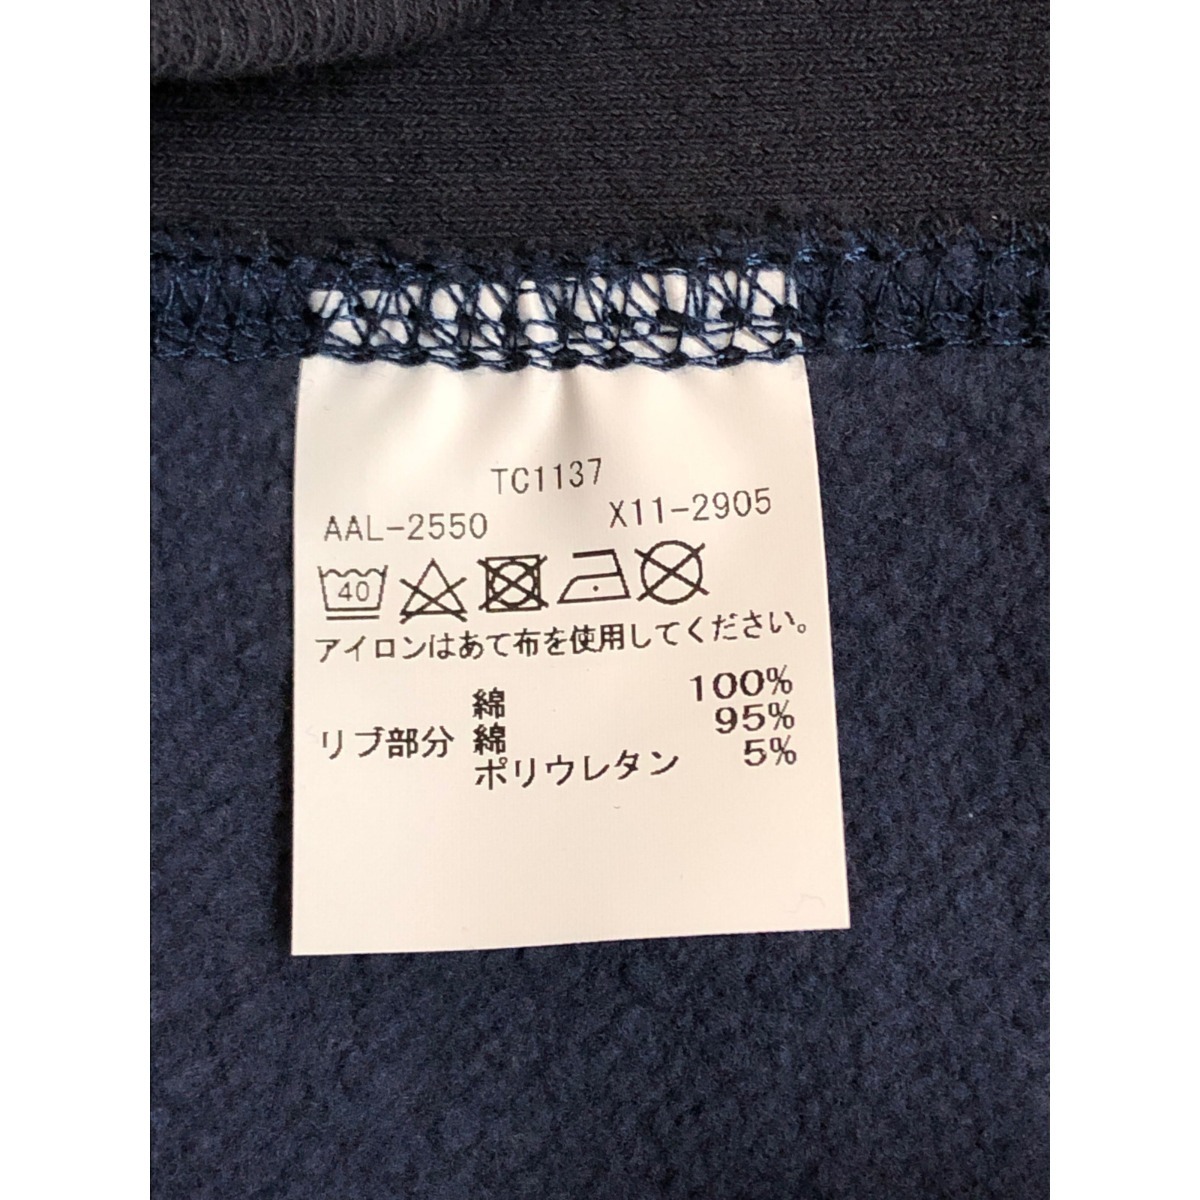 TC1137
AAL-2550 X11-2905
40
アイロンはあて布を使用してください。
綿 100%
リブ部分 綿 95%
ポリウレタン 5%